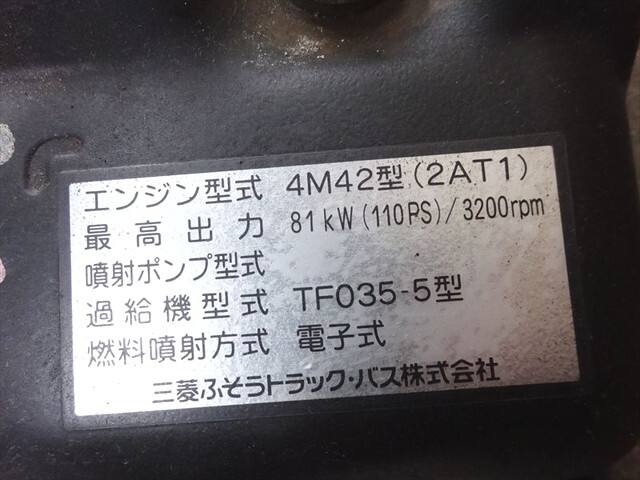 エンジン型式 4M42型(2AT1)
最高出力 81kW(110PS)/3200rpm
噴射ポンプ型式
過給機型式 TF035-5型
燃料噴射方式 電子式
三菱ふそうトラック・バス株式会社